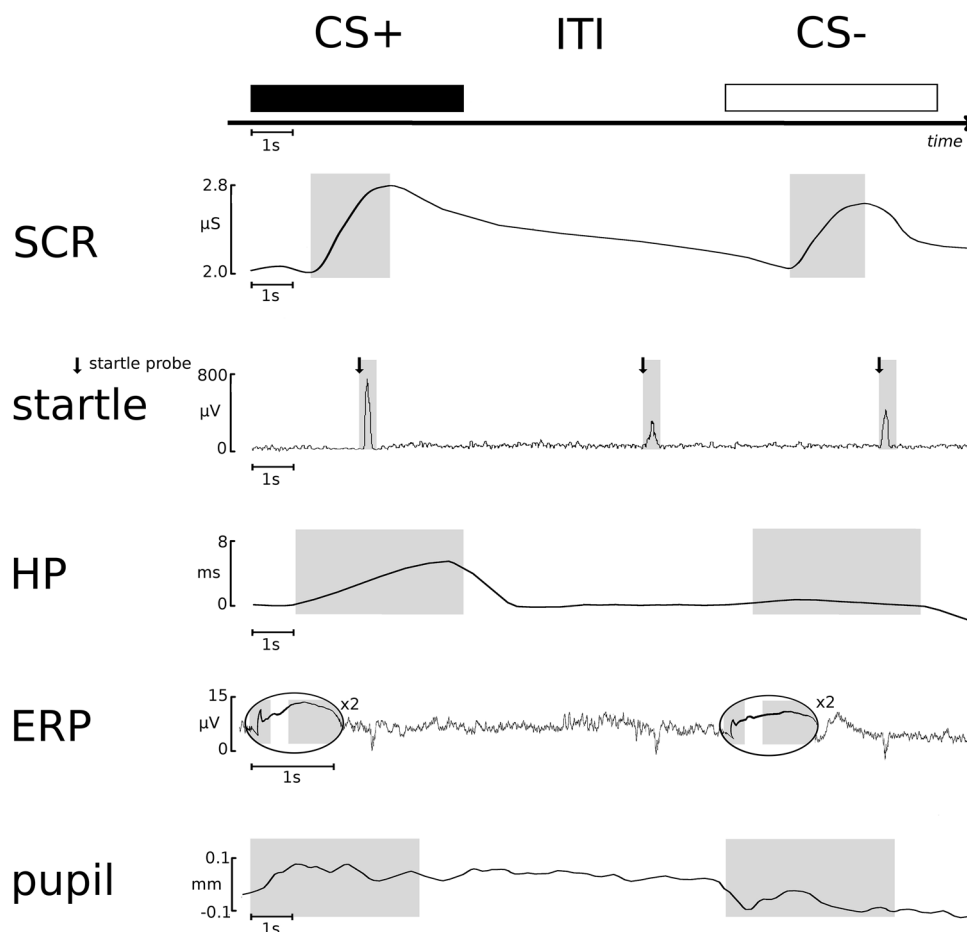 CS+ ITI CS-
time
1s
2.8
µS
SCR
2.0
1s
startle probe
800
startle
µV
0
1s
8
HP
ms
0
1s
15
x2
x2
ERP
µV
0
1s
0.1
pupil
mm
-0.1
1s